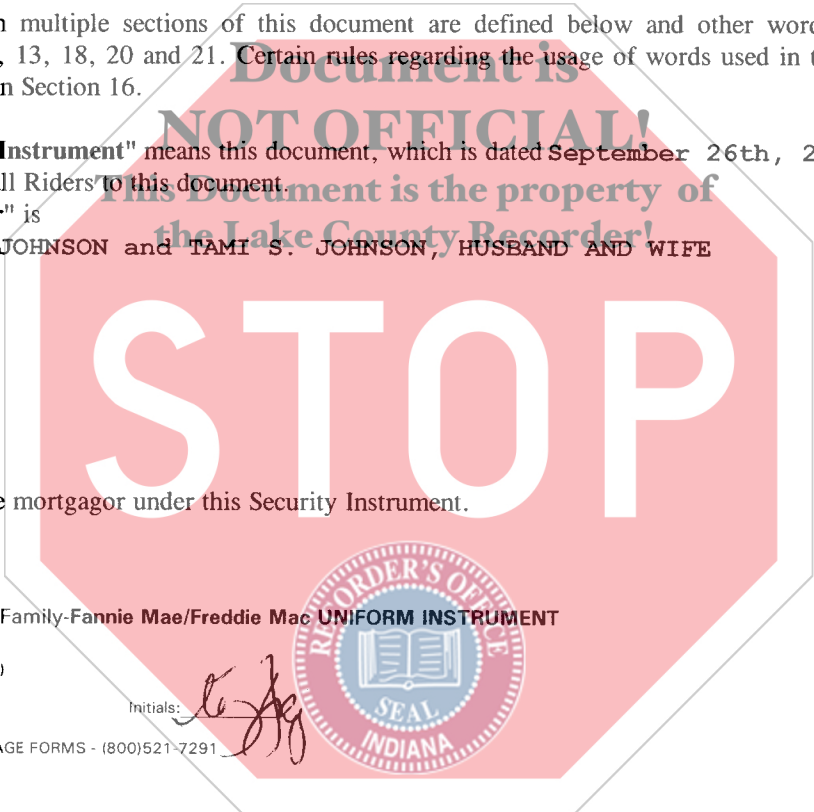 n multiple sections of this document are defined below and other word
, 13, 18, 20 and 21. Certain rules regarding the usage of words used in t
n Section 16.
Document is
NOT OFFICIAL!
This Document is the property of
the Lake County Recorder!
Instrument" means this document, which is dated September 26th, 2
ll Riders to this document.
" is
JOHNSON and TAMI S. JOHNSON, HUSBAND AND WIFE
STOP
e mortgagor under this Security Instrument.
Family-Fannie Mae/Freddie Mac UNIFORM INSTRUMENT
)
Initials:
AGE FORMS - (800)521-7291
RECORDER'S OFFICE
SEAL
INDIANA